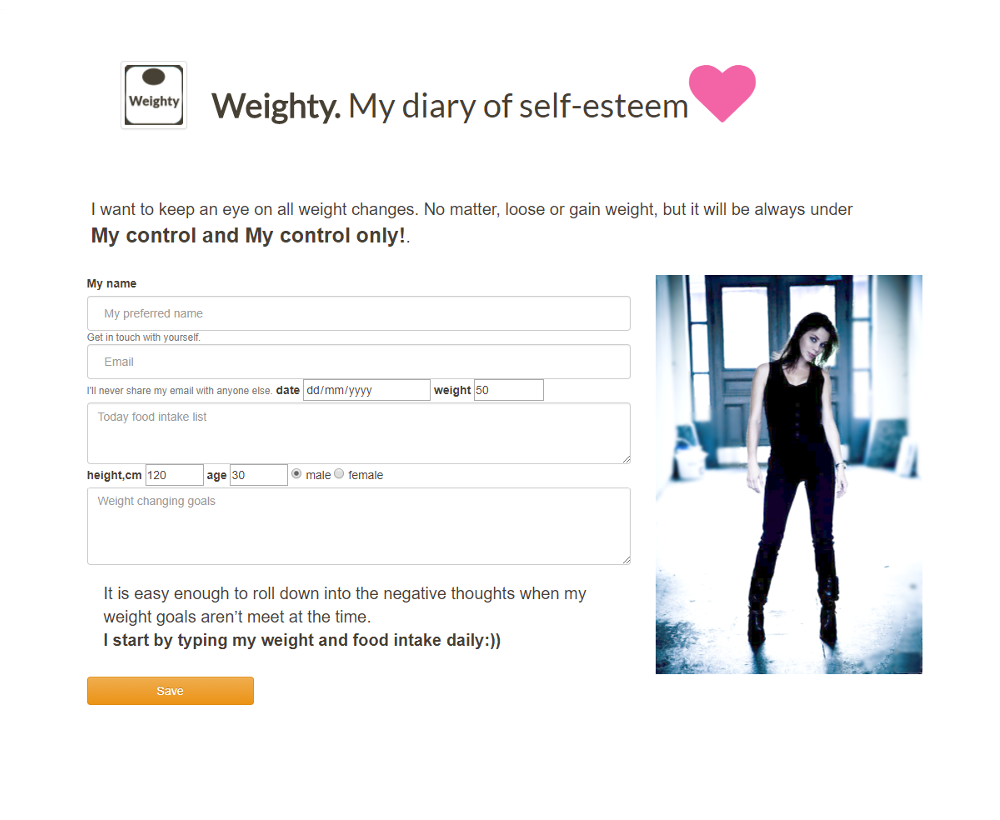 Weighty
Weighty. My diary of self-esteem
I want to keep an eye on all weight changes. No matter, loose or gain weight, but it will be always under
My control and My control only!.
My name
My preferred name
Get in touch with yourself.
Email
I'll never share my email with anyone else. date dd/mm/yyyy weight 50
Today food intake list
height,cm 120 age 30 male female
Weight changing goals
It is easy enough to roll down into the negative thoughts when my
weight goals aren’t meet at the time.
I start by typing my weight and food intake daily:))
Save